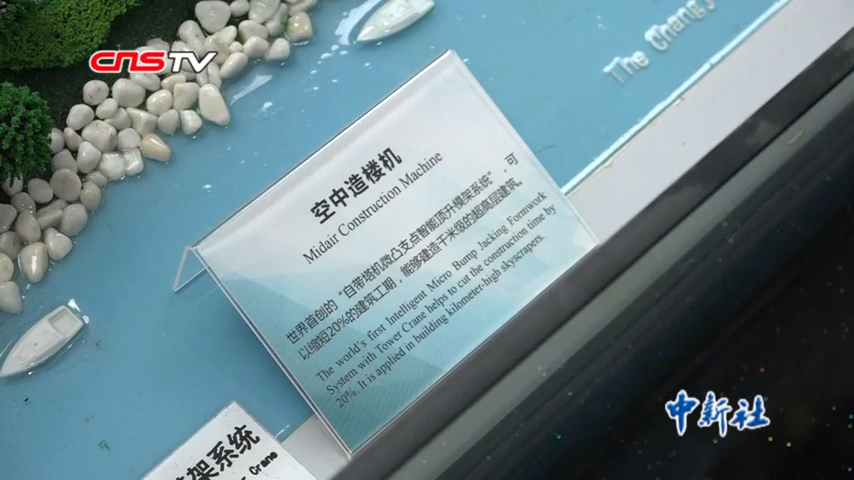 CNSTV
The Changj
空中造楼机
Midair Construction Machine
世界首创的“自带塔机微凸支点智能顶升模架系统”，可
以缩短20%的建筑工期，能够建造千米级的超高层建筑。
The world's first Intelligent Micro Bump Jacking Formwork
System with Tower Crane helps to cut the construction time by
20%. It is applied in building kilometer-high skyscrapers.
架系统
Crane
中新社